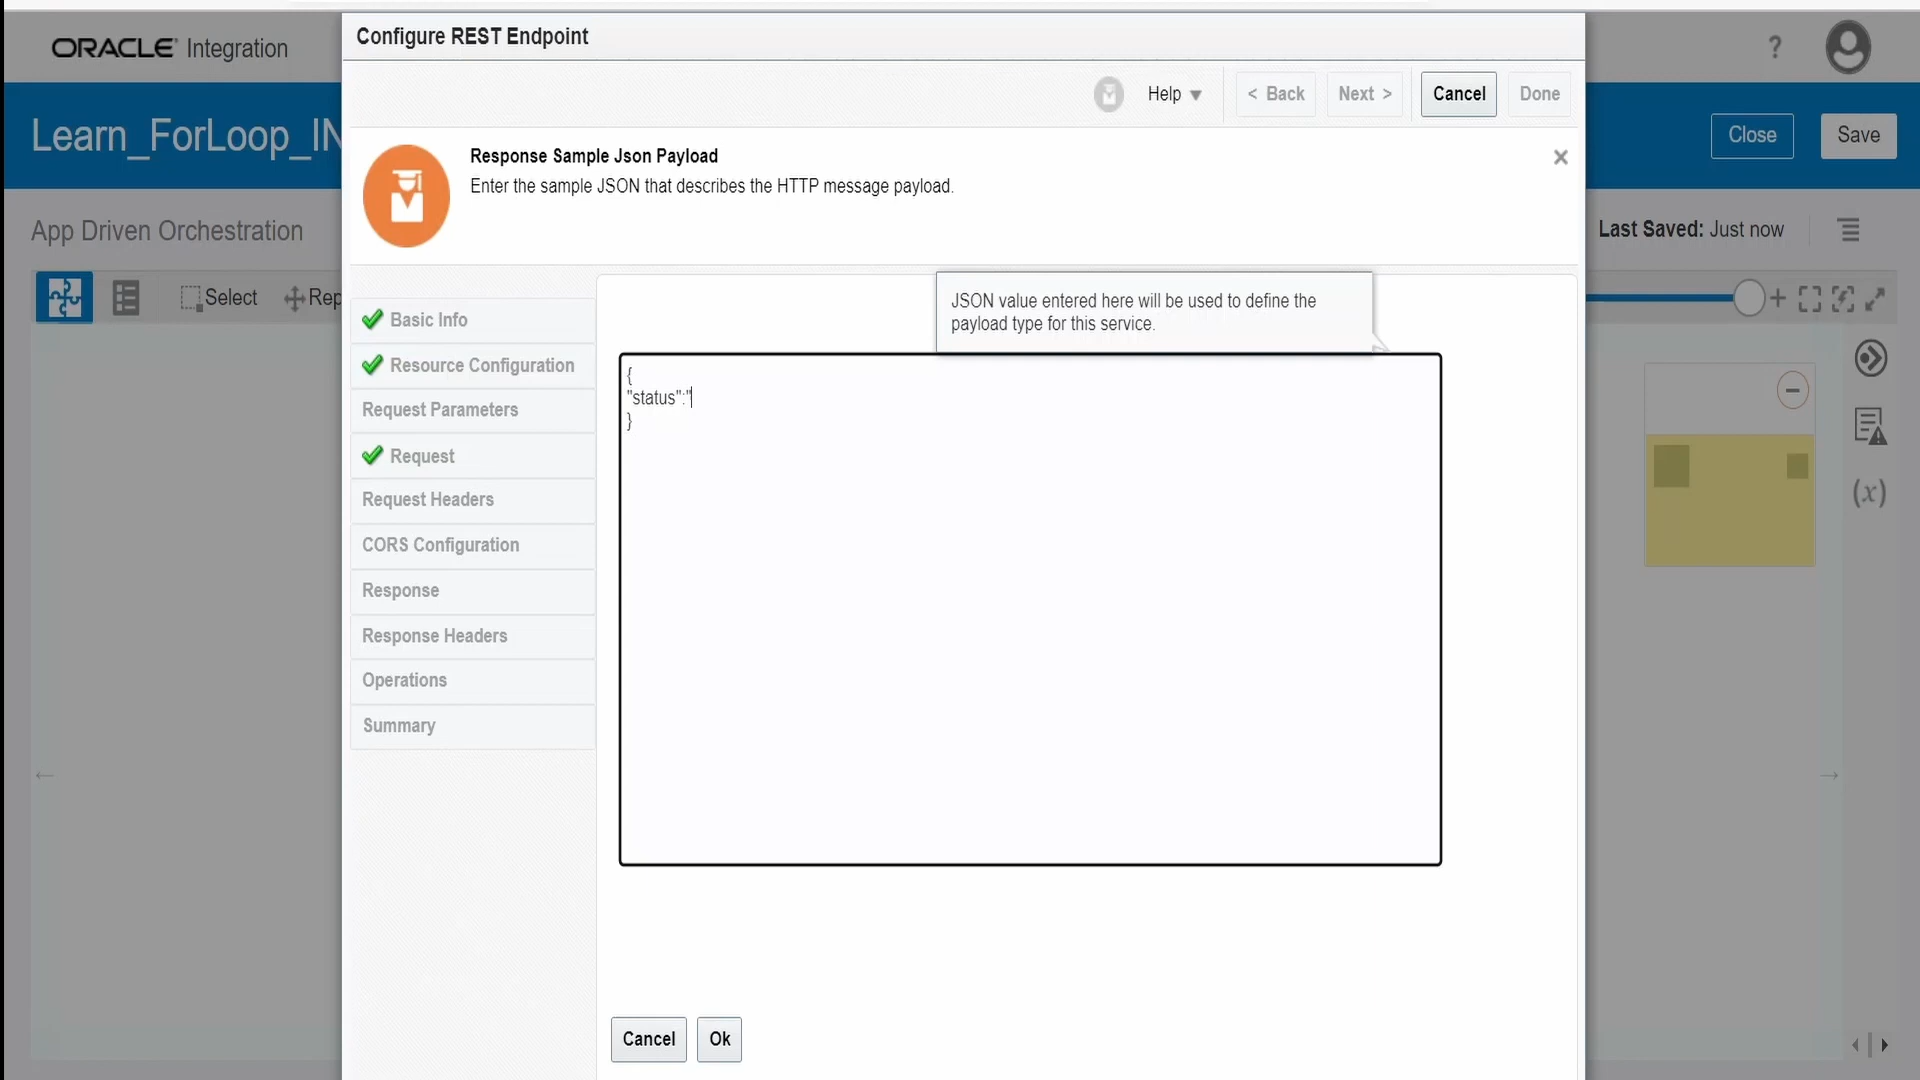 Configure REST Endpoint
ORACLE Integration
?
Help
< Back
Next >
Cancel
Done
Learn_ForLoop_IN
Close
Save
Response Sample Json Payload
Enter the sample JSON that describes the HTTP message payload.
App Driven Orchestration
Last Saved: Just now
Select
Rep
JSON value entered here will be used to define the
payload type for this service.
Basic Info
Resource Configuration
Request Parameters
Request
Request Headers
CORS Configuration
Response
Response Headers
Operations
Summary
{
"status":"
}
(x)
Cancel
Ok